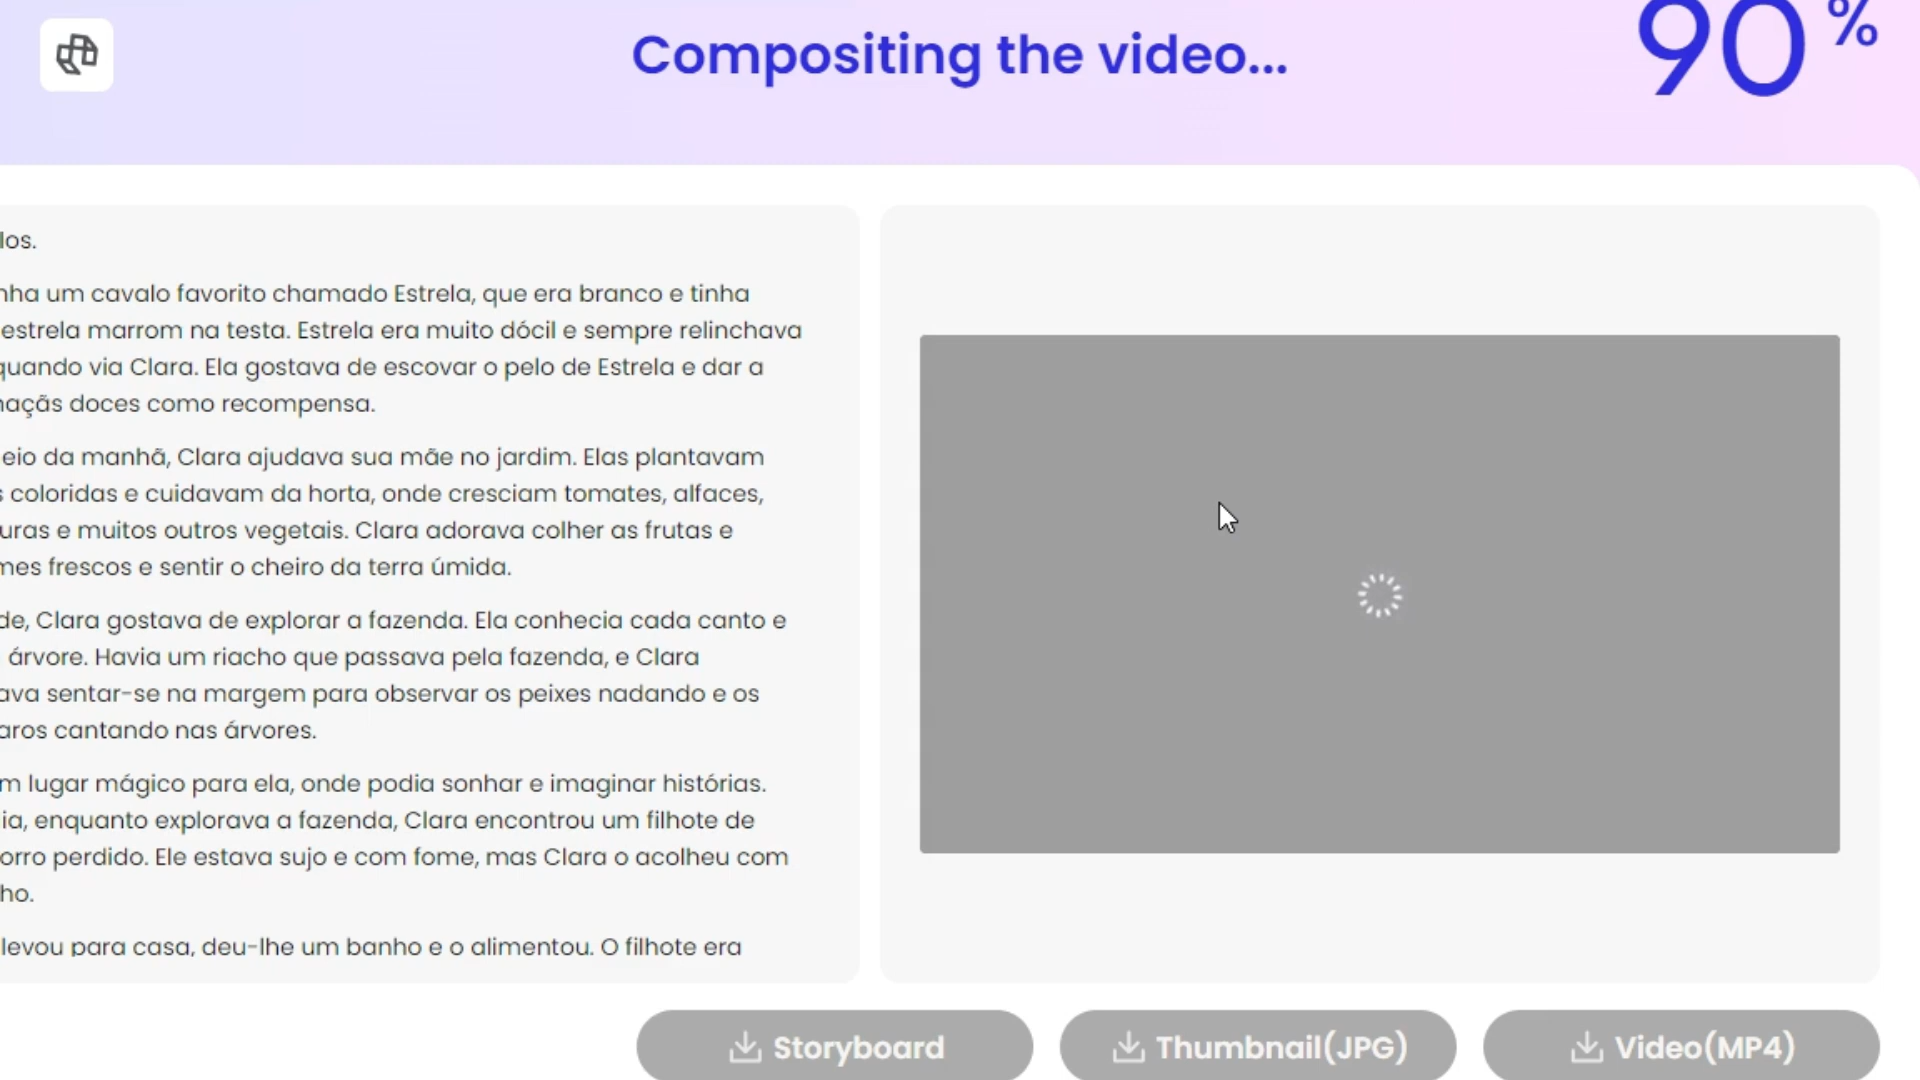 Compositing the video...
90%
los.
nha um cavalo favorito chamado Estrela, que era branco e tinha
estrela marrom na testa. Estrela era muito dócil e sempre relinchava
quando via Clara. Ela gostava de escovar o pelo de Estrela e dar a
naçãs doces como recompensa.
eio da manhã, Clara ajudava sua mãe no jardim. Elas plantavam
s coloridas e cuidavam da horta, onde cresciam tomates, alfaces,
uras e muitos outros vegetais. Clara adorava colher as frutas e
mes frescos e sentir o cheiro da terra úmida.
de, Clara gostava de explorar a fazenda. Ela conhecia cada canto e
árvore. Havia um riacho que passava pela fazenda, e Clara
ava sentar-se na margem para observar os peixes nadando e os
aros cantando nas árvores.
m lugar mágico para ela, onde podia sonhar e imaginar histórias.
ia, enquanto explorava a fazenda, Clara encontrou um filhote de
orro perdido. Ele estava sujo e com fome, mas Clara o acolheu com
ho.
levou para casa, deu-lhe um banho e o alimentou. O filhote era
Storyboard
Thumbnail(JPG)
Video(MP4)